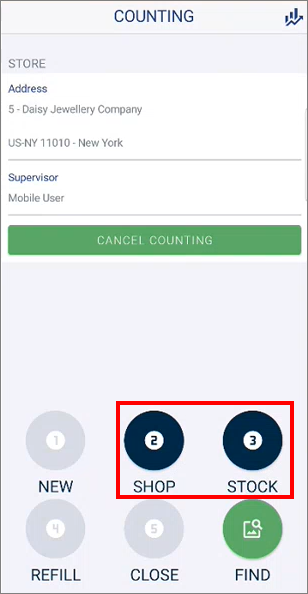 COUNTING
STORE
Address
5 - Daisy Jewellery Company
US-NY 11010 - New York
Supervisor
Mobile User
CANCEL COUNTING
1 2 3
NEW SHOP STOCK
4 5
REFILL CLOSE FIND